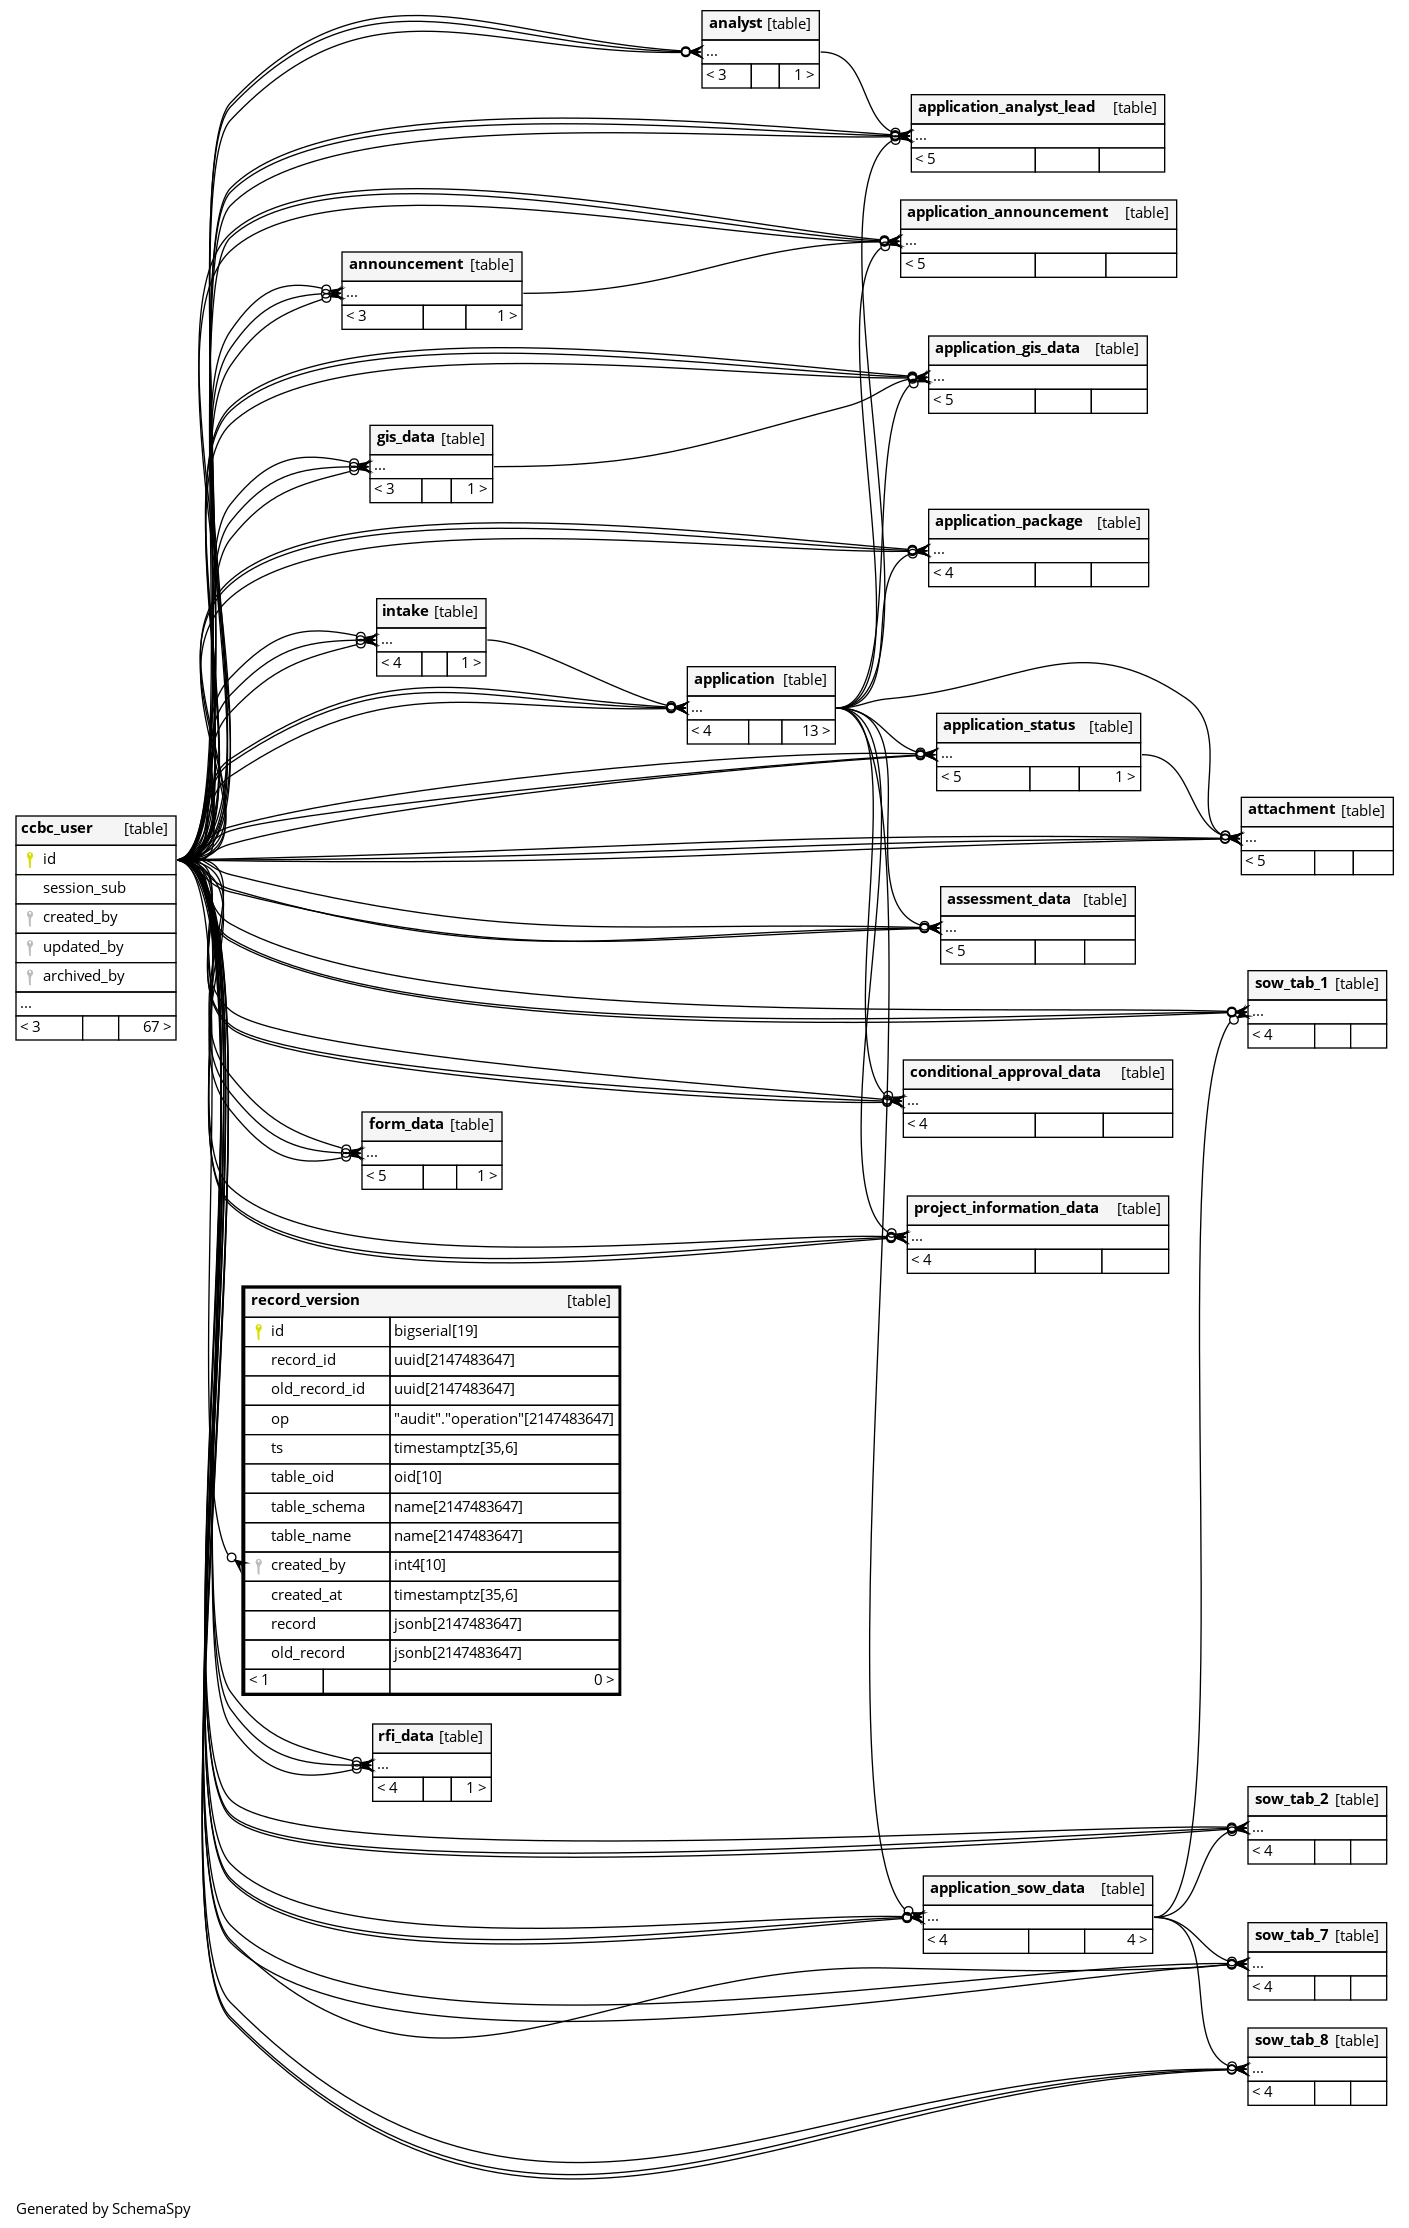 analyst [table]
...
< 3 1 >
application_analyst_lead [table]
...
< 5
application_announcement [table]
...
< 5
announcement [table]
...
< 3 1 >
application_gis_data [table]
...
< 5
gis_data [table]
...
< 3 1 >
application_package [table]
...
< 4
intake [table]
...
< 4 1 >
application [table]
...
< 4 13 >
application_status [table]
...
< 5 1 >
attachment [table]
...
< 5
ccbc_user [table]
id
session_sub
created_by
updated_by
archived_by
...
< 3 67 >
assessment_data [table]
...
< 5
sow_tab_1 [table]
...
< 4
conditional_approval_data [table]
...
< 4
form_data [table]
...
< 5 1 >
project_information_data [table]
...
< 4
record_version [table]
id bigserial[19]
record_id uuid[2147483647]
old_record_id uuid[2147483647]
op "audit"."operation"[2147483647]
ts timestamptz[35,6]
table_oid oid[10]
table_schema name[2147483647]
table_name name[2147483647]
created_by int4[10]
created_at timestamptz[35,6]
record jsonb[2147483647]
old_record jsonb[2147483647]
< 1 0 >
rfi_data [table]
...
< 4 1 >
sow_tab_2 [table]
...
< 4
application_sow_data [table]
...
< 4 4 >
sow_tab_7 [table]
...
< 4
sow_tab_8 [table]
...
< 4
Generated by SchemaSpy